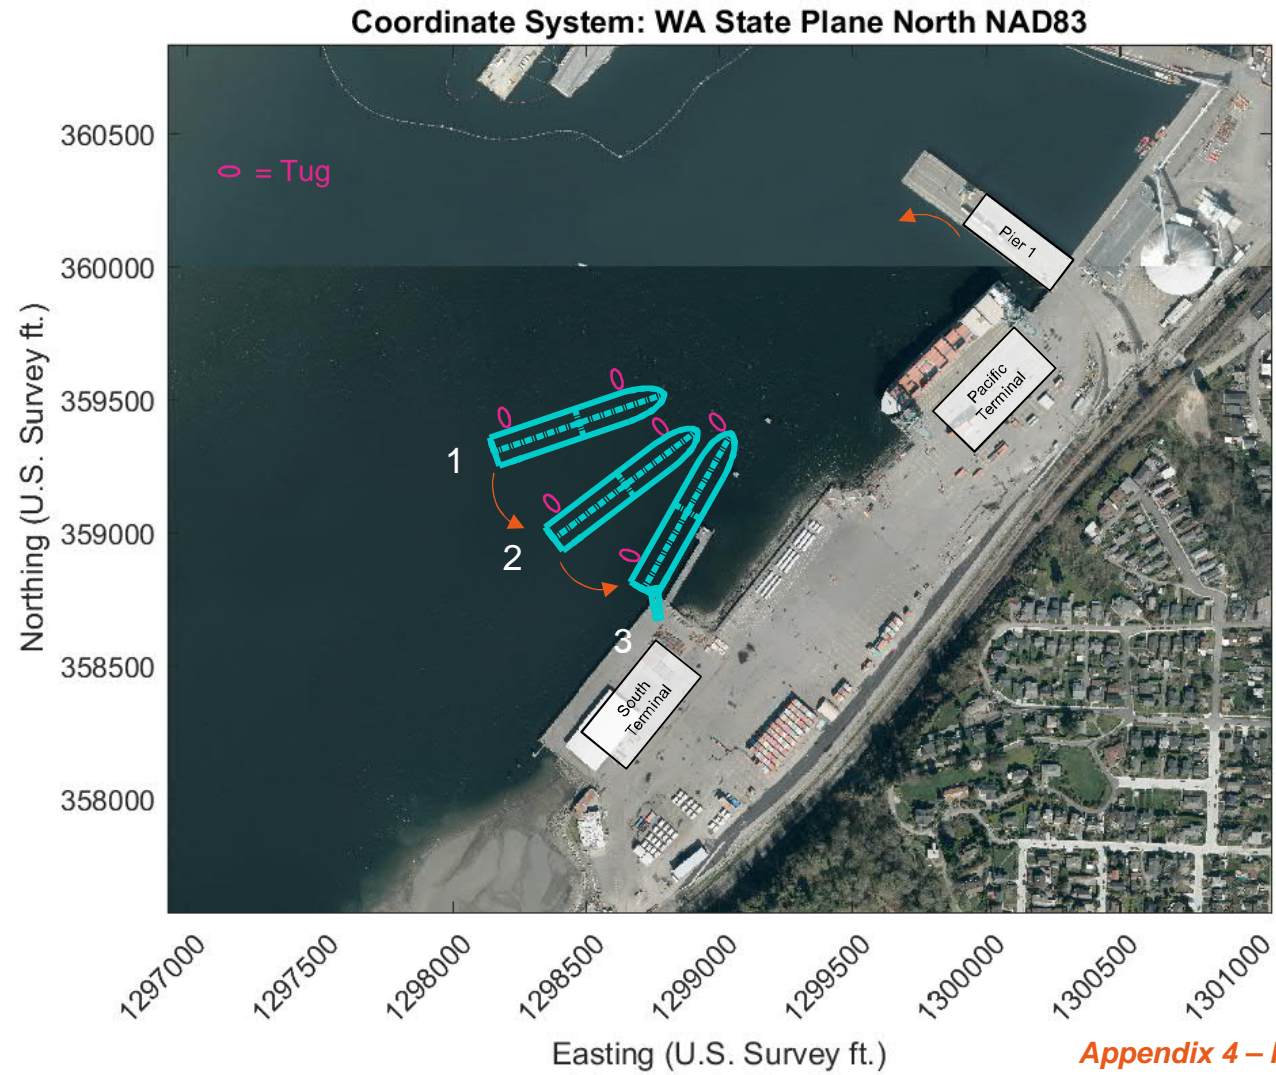 Coordinate System: WA State Plane North NAD83
360500
360000
359500
359000
358500
358000
Northing (U.S. Survey ft.)
= Tug
Pier 1
Pacific
Terminal
1
2
3
South
Terminal
1297000
1297500
1298000
1298500
1299000
1299500
1300000
1300500
1301000
Easting (U.S. Survey ft.)
Appendix 4 –